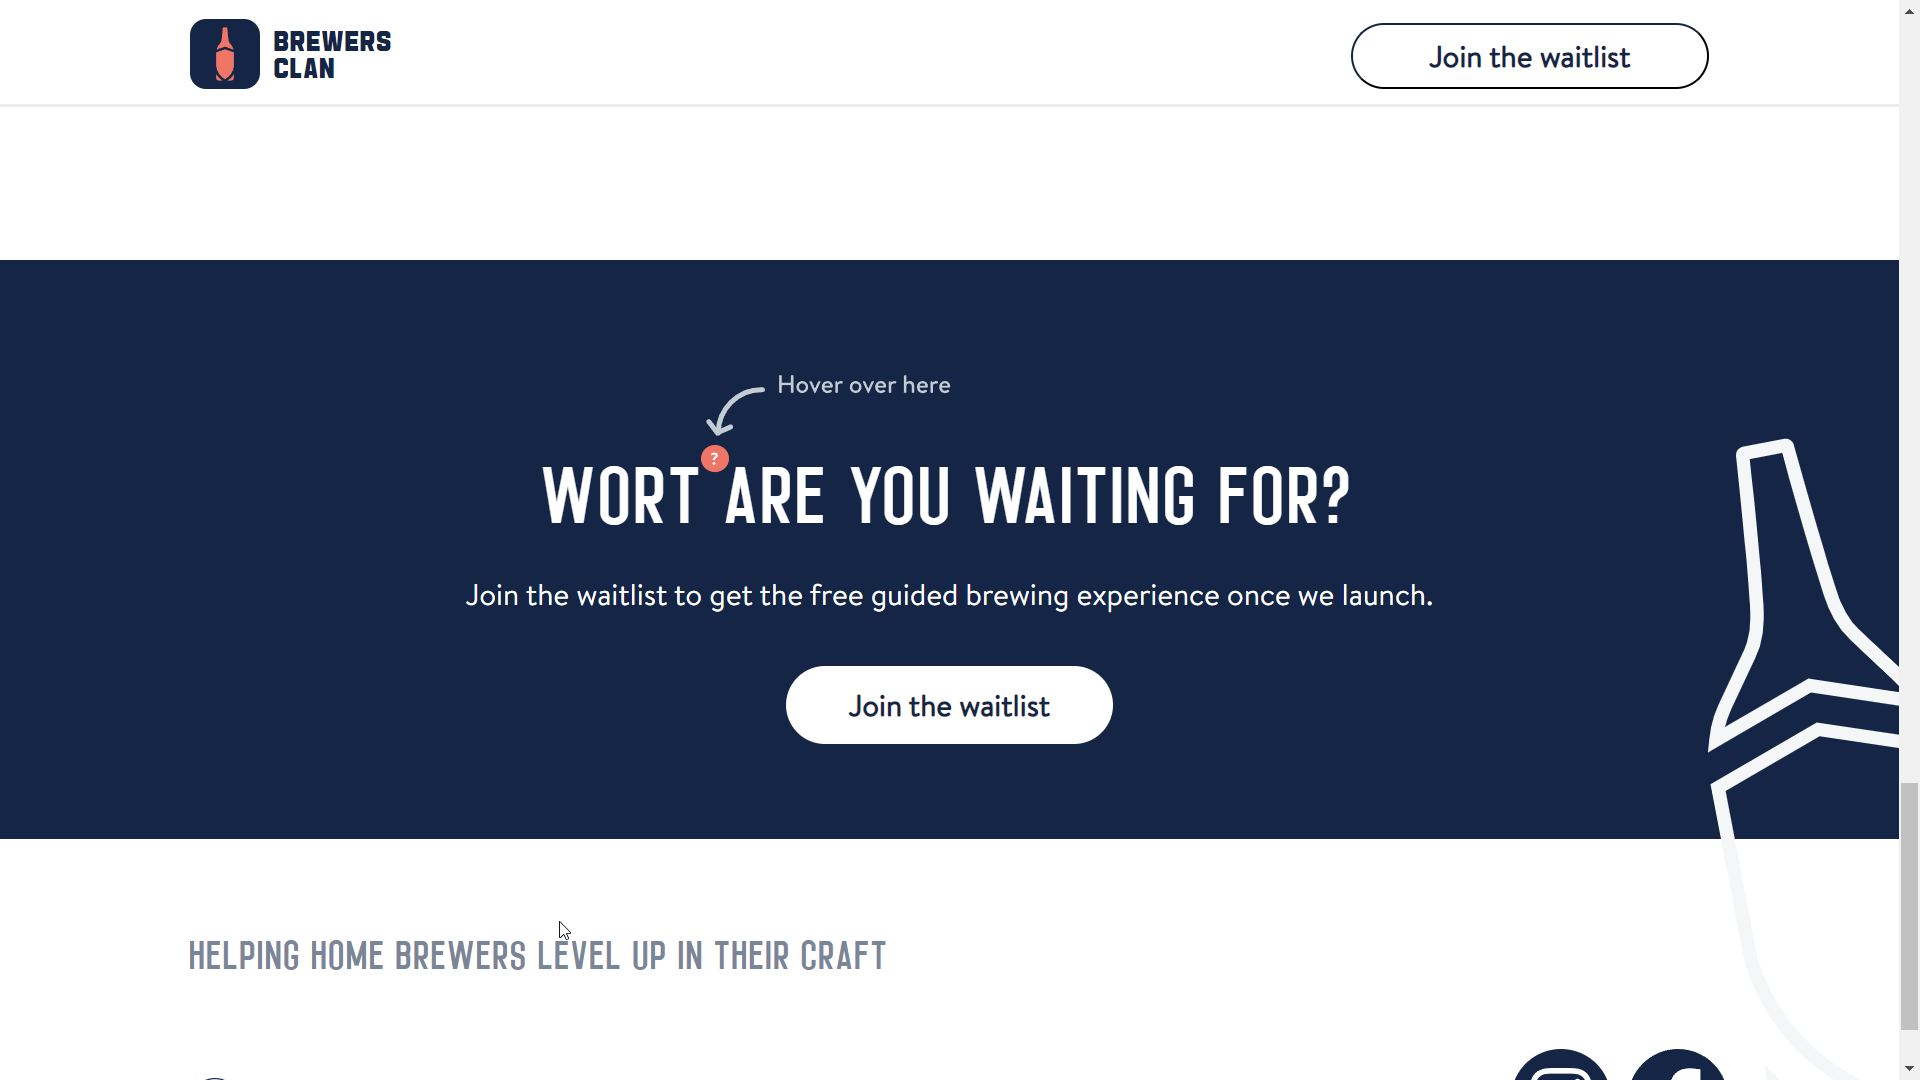 BREWERS
CLAN
Join the waitlist
Hover over here
?
WORT ARE YOU WAITING FOR?
Join the waitlist to get the free guided brewing experience once we launch.
Join the waitlist
HELPING HOME BREWERS LEVEL UP IN THEIR CRAFT